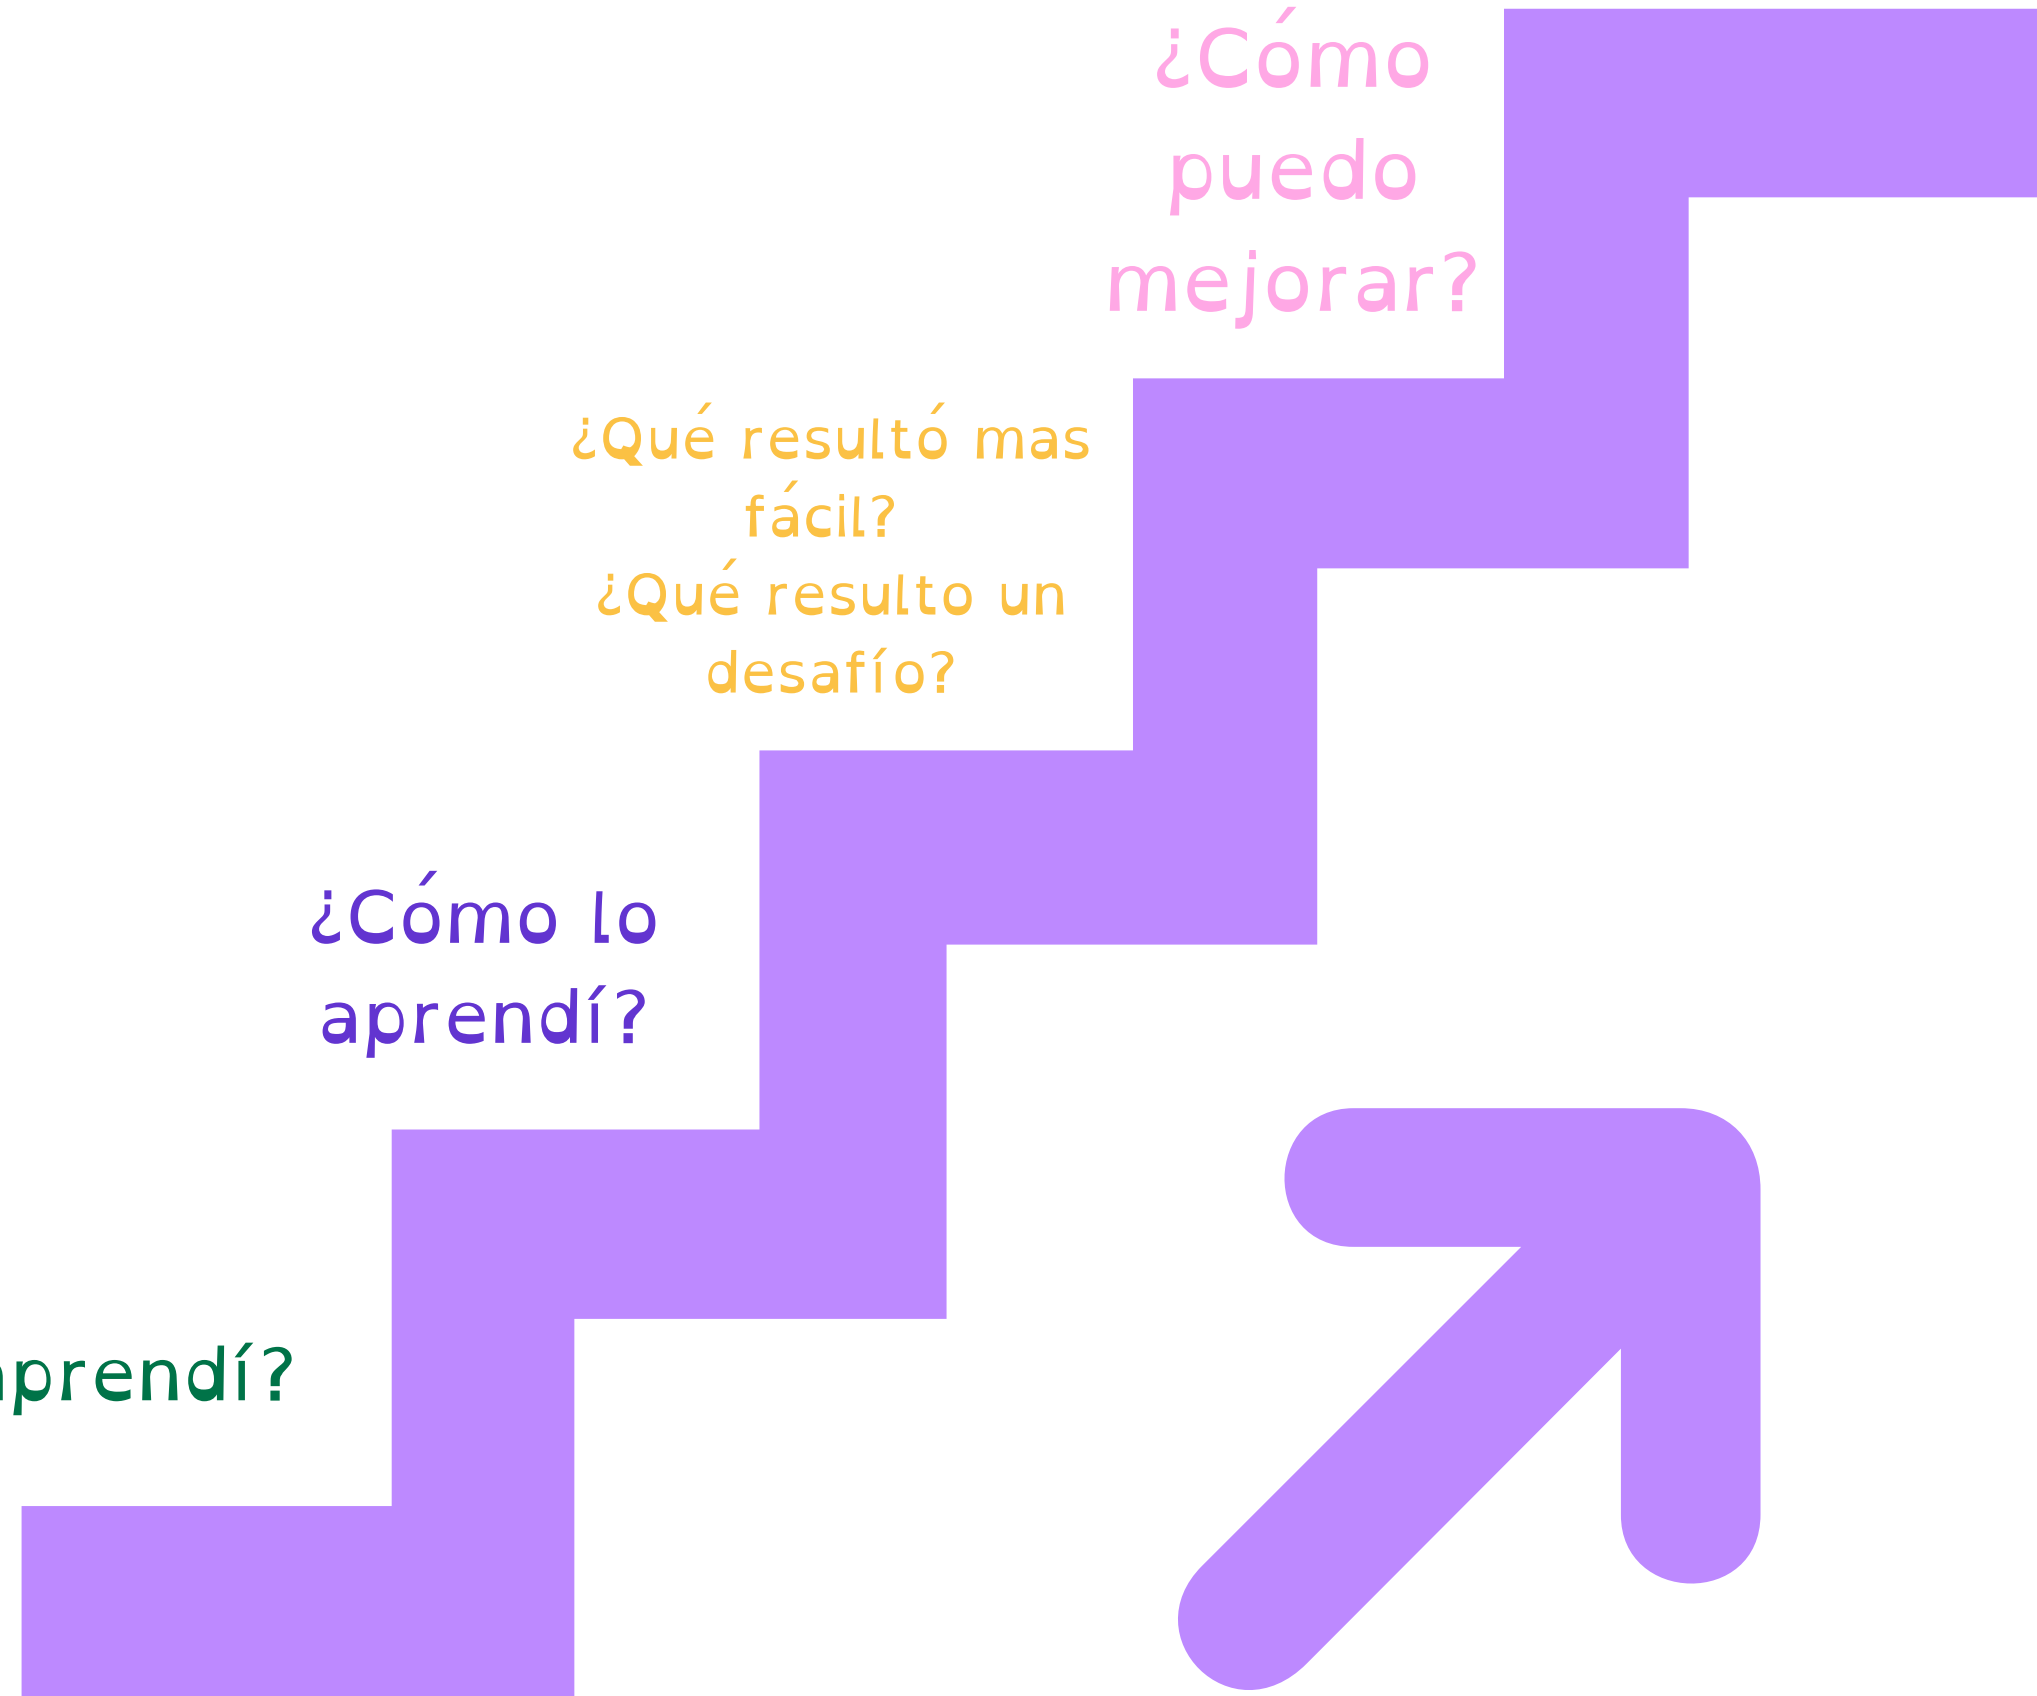 ¿Cómo
puedo
mejorar?
¿Qué resultó mas
fácil?
¿Qué resulto un
desafío?
¿Cómo lo
aprendí?
aprendí?